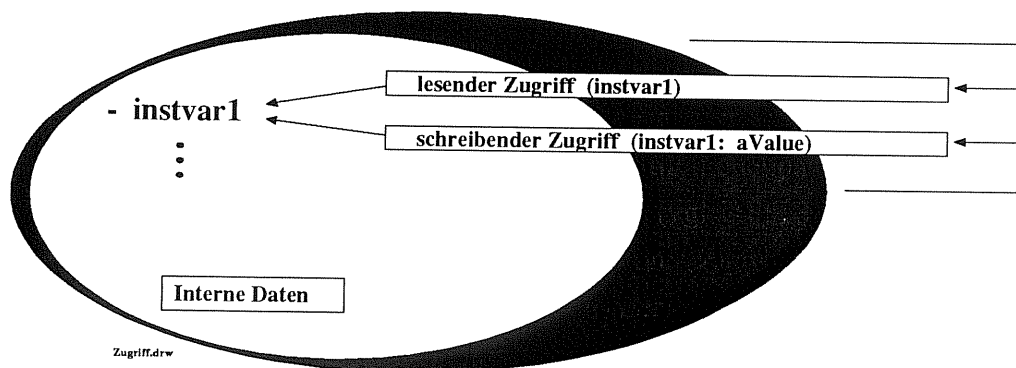 lesender Zugriff (instvar1)
- instvar1
schreibender Zugriff (instvar1: aValue)
Interne Daten
Zugriff.drw